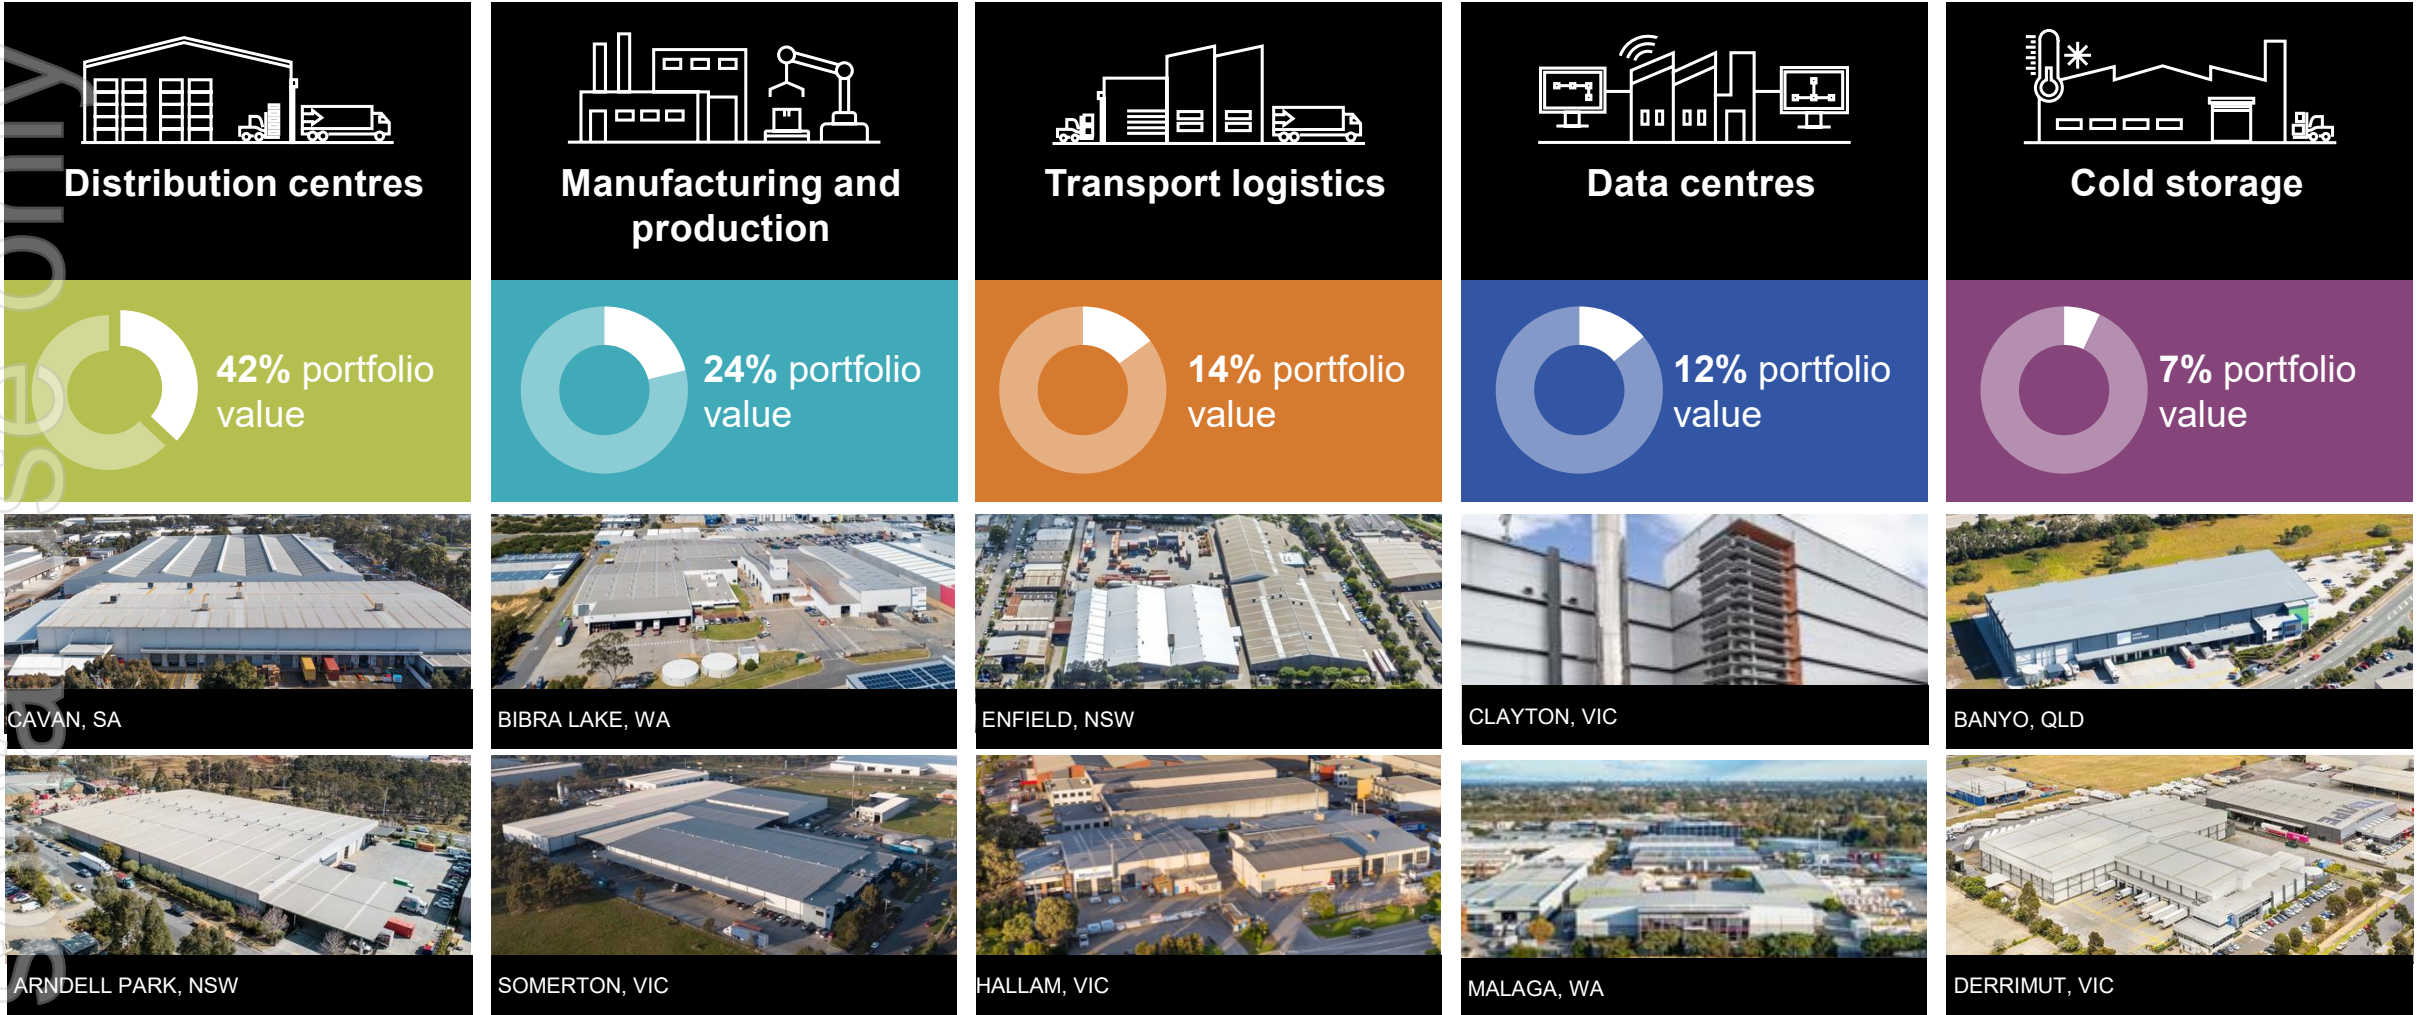 Distribution centres
Manufacturing and
production
Transport logistics
Data centres
Cold storage
42% portfolio
value
24% portfolio
value
14% portfolio
value
12% portfolio
value
7% portfolio
value
CAVAN, SA
BIBRA LAKE, WA
ENFIELD, NSW
CLAYTON, VIC
BANYO, QLD
ARNDELL PARK, NSW
SOMERTON, VIC
HALLAM, VIC
MALAGA, WA
DERRIMUT, VIC